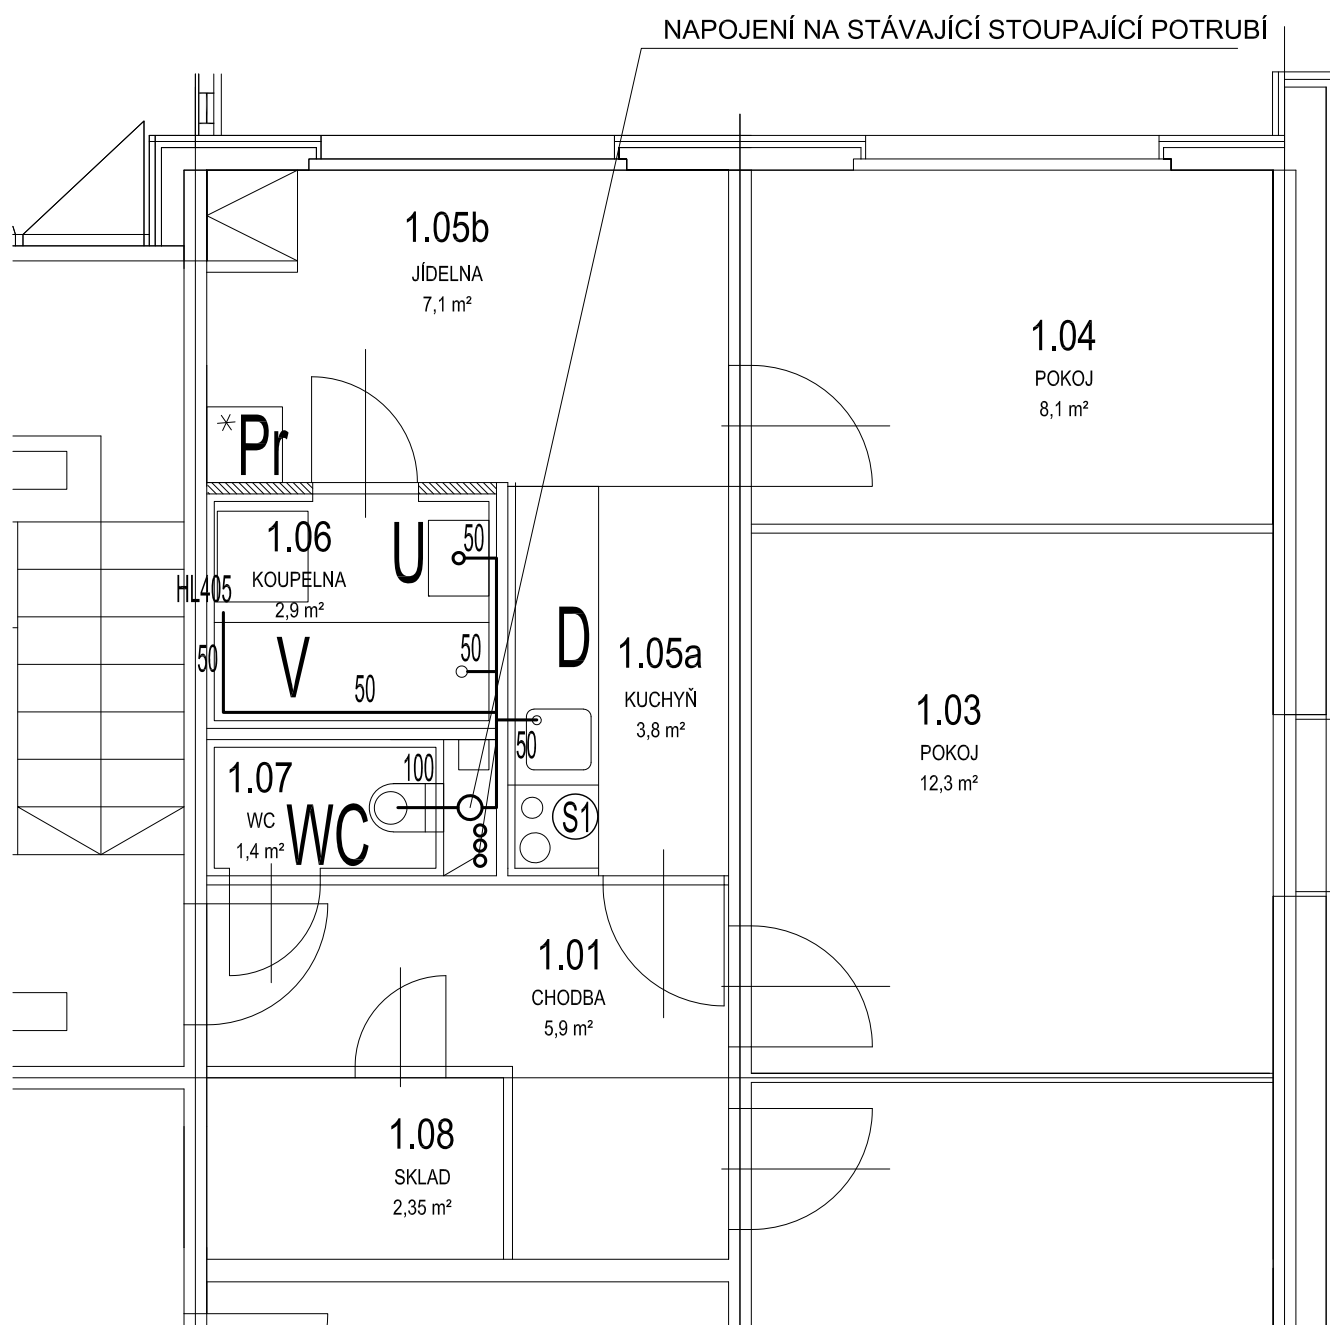 NAPOJENÍ NA STÁVAJÍCÍ STOUPAJÍCÍ POTRUBÍ
1.05b
JÍDELNA
7,1 m²
1.04
POKOJ
8,1 m²
*Pr
1.06
KOUPELNA
2,9 m²
U
50
HL405
50
V
50
50
D
1.05a
KUCHYŇ
3,8 m²
50
1.03
POKOJ
12,3 m²
1.07
WC
1,4 m²
WC
100
S1
1.01
CHODBA
5,9 m²
1.08
SKLAD
2,35 m²